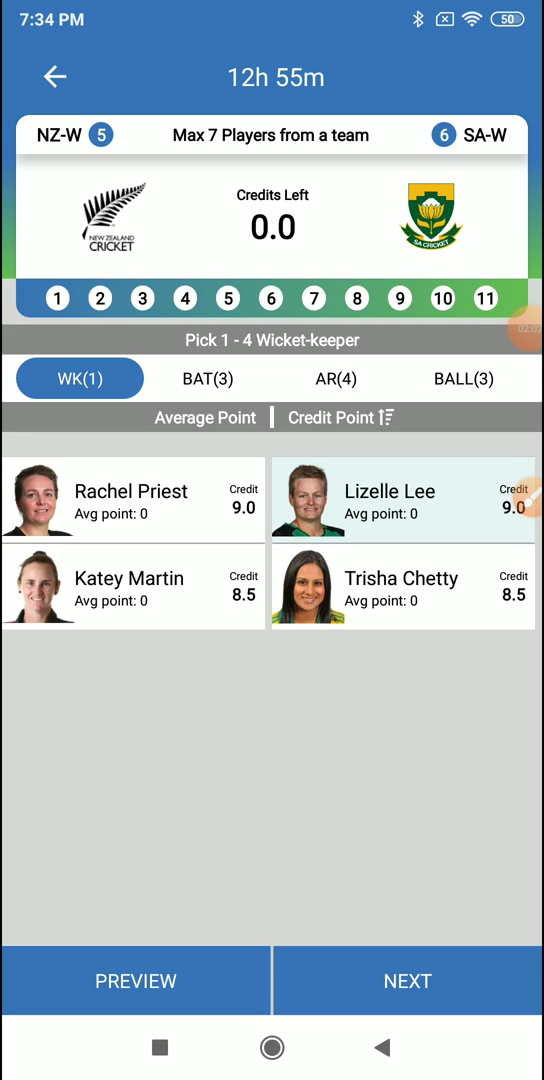 7:34 PM
50
12h 55m
NZ-W 5 Max 7 Players from a team 6 SA-W
Credits Left
0.0
NEW ZEALAND
CRICKET
SA CRICKET
1 2 3 4 5 6 7 8 9 10 11
02:02
Pick 1 - 4 Wicket-keeper
WK(1) BAT(3) AR(4) BALL(3)
Average Point Credit Point
Rachel Priest Credit
Avg point: 0 9.0
Lizelle Lee Credit
Avg point: 0 9.0
Katey Martin Credit
Avg point: 0 8.5
Trisha Chetty Credit
Avg point: 0 8.5
PREVIEW NEXT